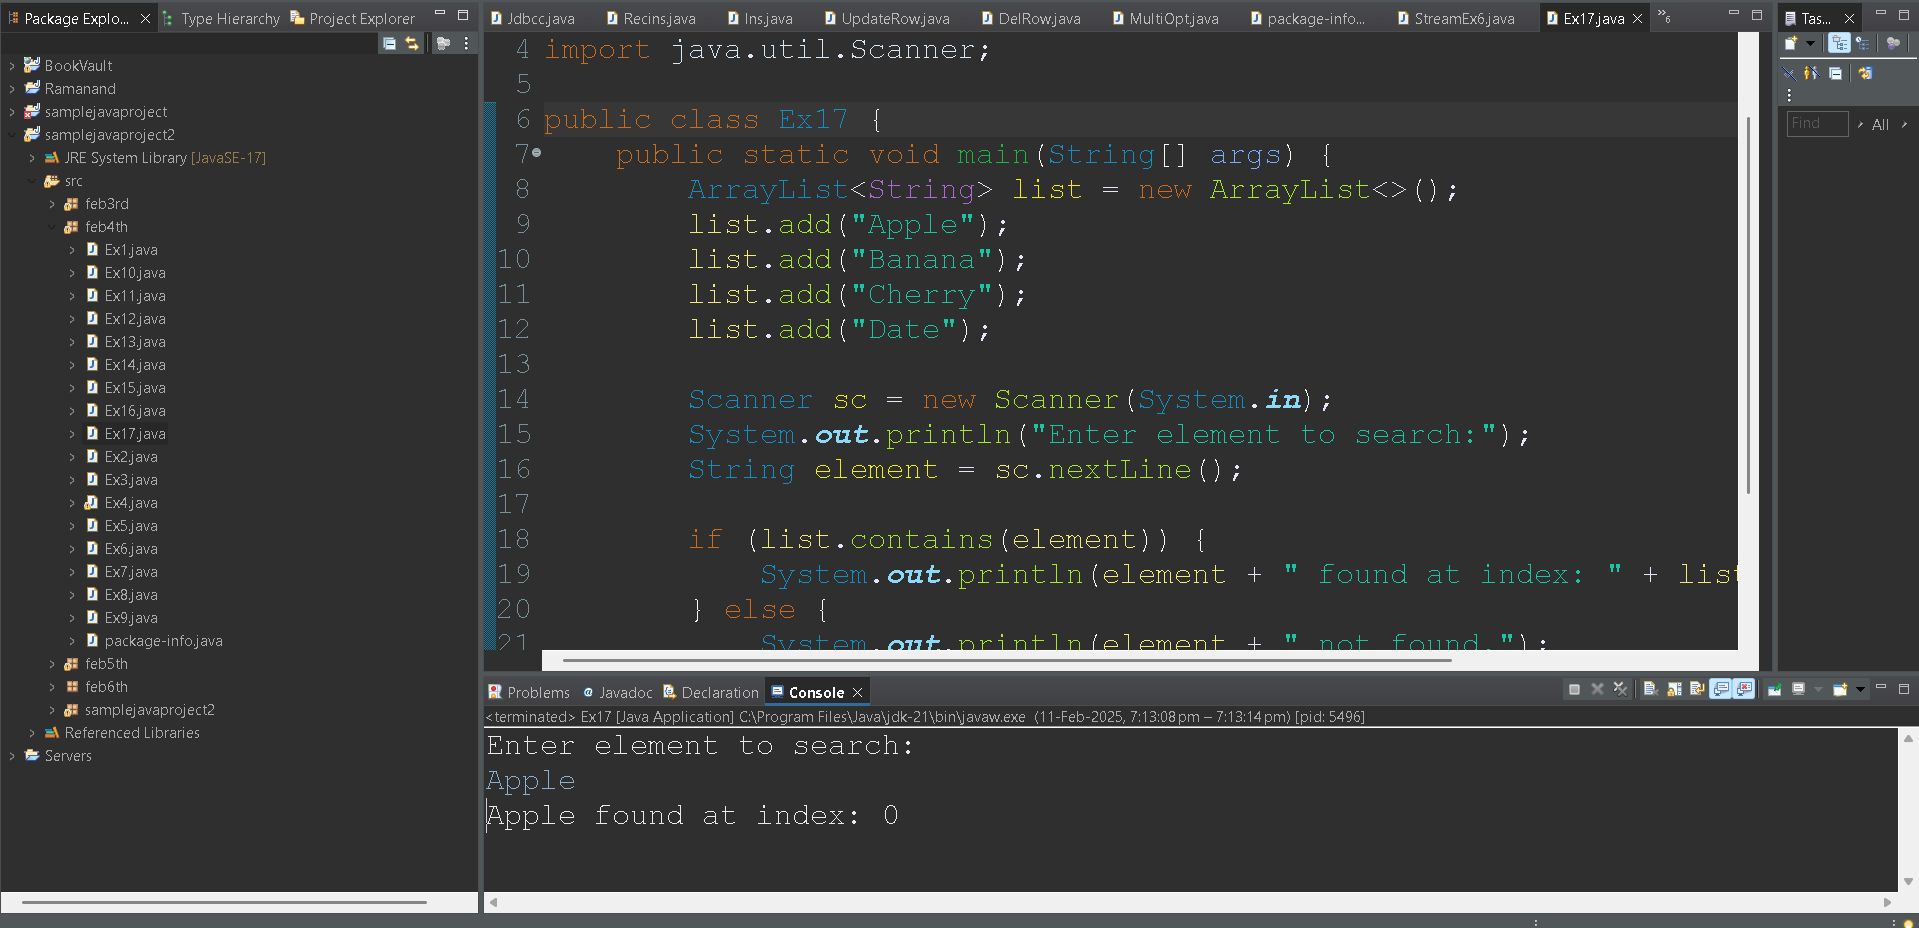 Package Explo...
Type Hierarchy
Project Explorer
BookVault
Ramanand
samplejavaproject
samplejavaproject2
JRE System Library [JavaSE-17]
src
feb3rd
feb4th
Ex1.java
Ex10.java
Ex11.java
Ex12.java
Ex13.java
Ex14.java
Ex15.java
Ex16.java
Ex17.java
Ex2.java
Ex3.java
Ex4.java
Ex5.java
Ex6.java
Ex7.java
Ex8.java
Ex9.java
package-info.java
feb5th
feb6th
samplejavaproject2
Referenced Libraries
Servers
Jdbcc.java
Recins.java
Ins.java
UpdateRow.java
DelRow.java
MultiOpt.java
package-info...
StreamEx6.java
Ex17.java
»6
4 import java.util.Scanner;
5
6 public class Ex17 {
7 public static void main(String[] args) {
8 ArrayList<String> list = new ArrayList<>();
9 list.add("Apple");
10 list.add("Banana");
11 list.add("Cherry");
12 list.add("Date");
13
14 Scanner sc = new Scanner(System.in);
15 System.out.println("Enter element to search:");
16 String element = sc.nextLine();
17
18 if (list.contains(element)) {
19 System.out.println(element + " found at index: " + list
20 } else {
21 System.out.println(element + " not found.");
Tas...
Find
All
Problems
@ Javadoc
Declaration
Console
<terminated> Ex17 [Java Application] C:\Program Files\Java\jdk-21\bin\javaw.exe (11-Feb-2025, 7:13:08 pm – 7:13:14 pm) [pid: 5496]
Enter element to search:
Apple
Apple found at index: 0